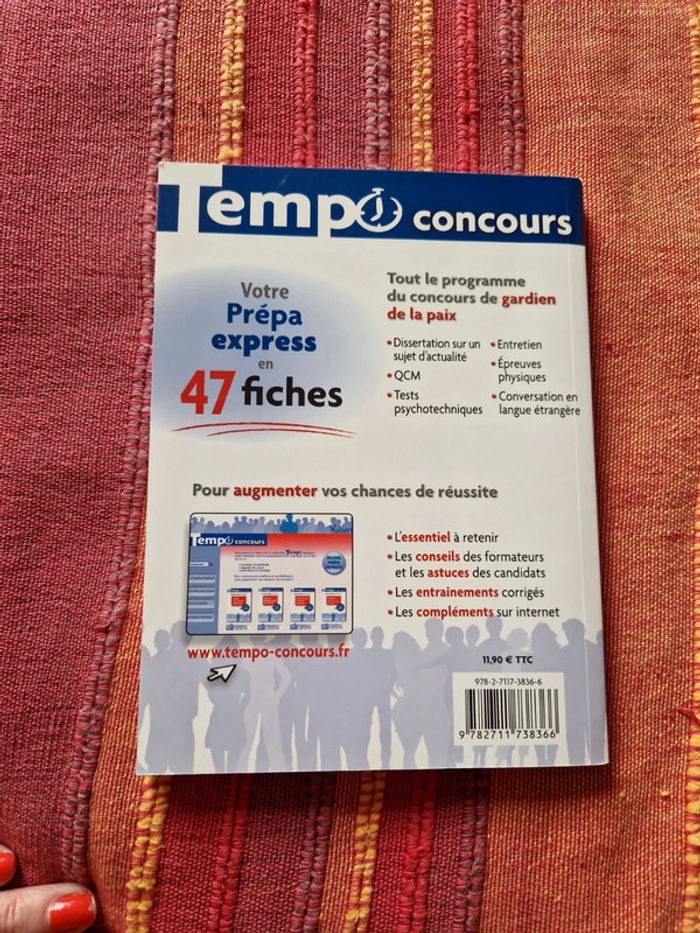 Tempo concours
Votre
Prépa
express
en
47 fiches
Tout le programme
du concours de gardien
de la paix
• Dissertation sur un
sujet d'actualité
• QCM
• Tests
psychotechniques
• Entretien
• Épreuves
physiques
• Conversation en
langue étrangère
Pour augmenter vos chances de réussite
Tempo concours
www.tempo-concours.fr
• L'essentiel à retenir
• Les conseils des formateurs
et les astuces des candidats
• Les entraînements corrigés
• Les compléments sur internet
11,90 € TTC
978-2-7117-3836-6
9 782711 738366